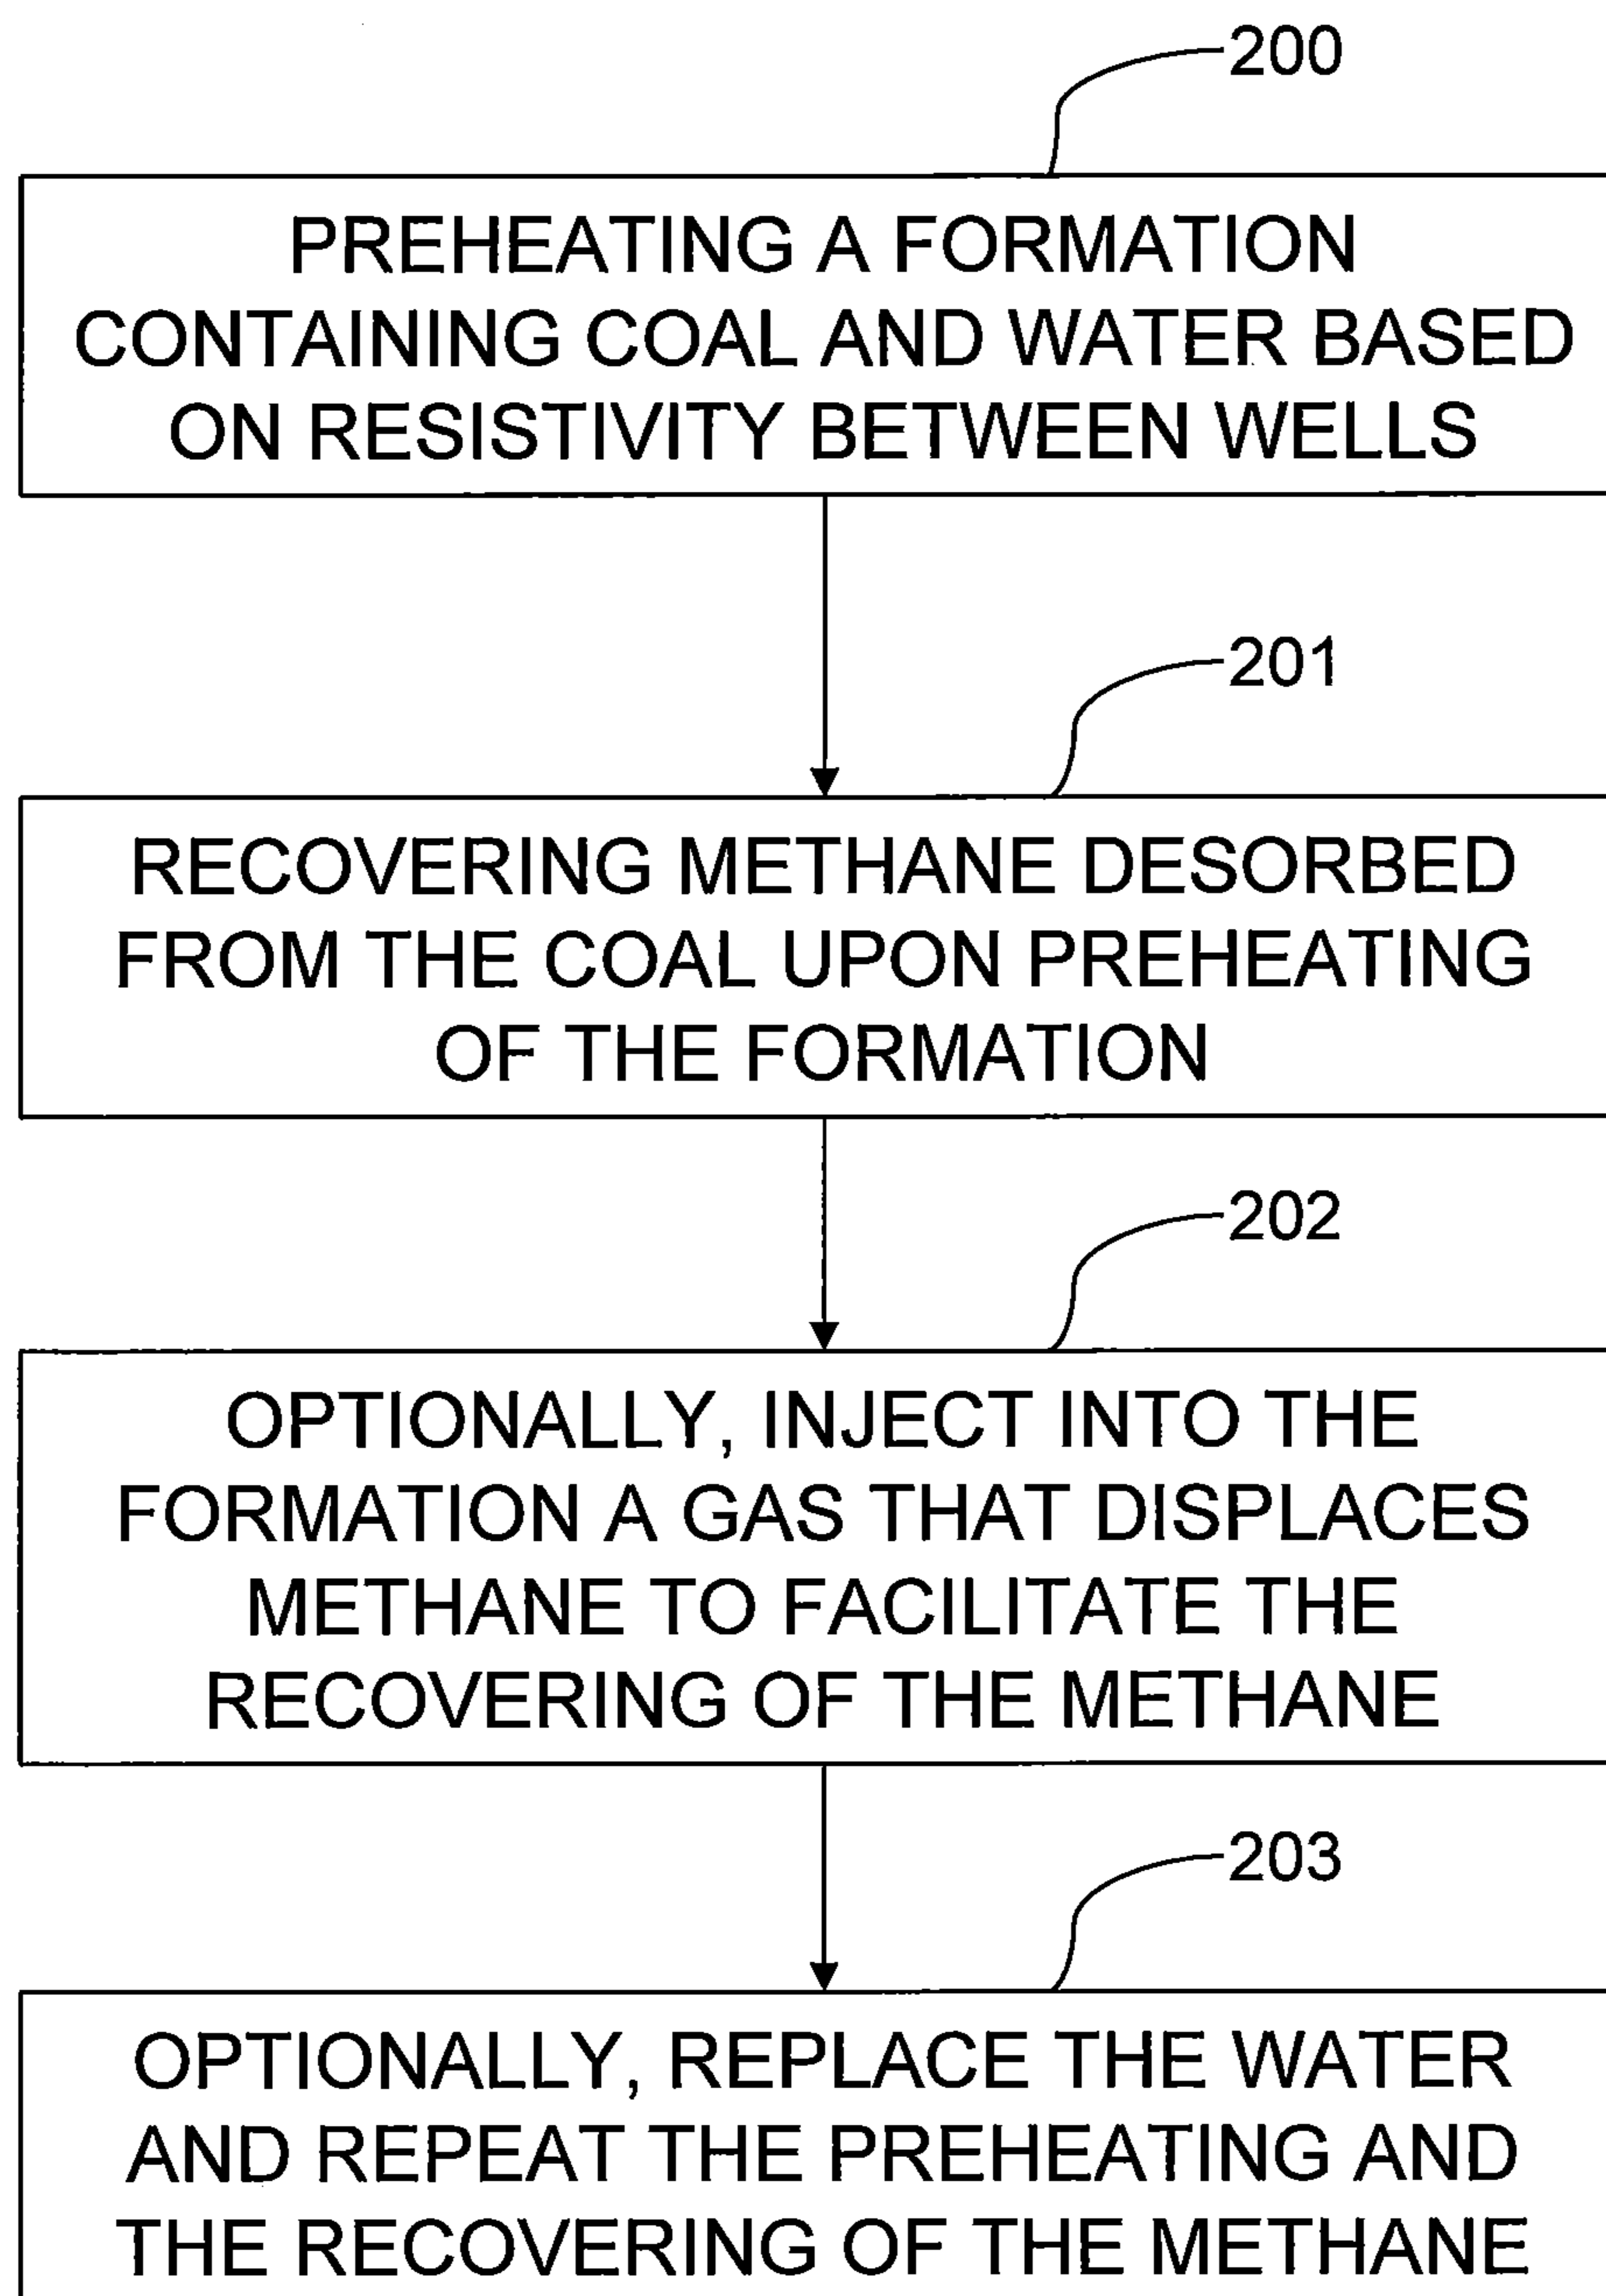 200
PREHEATING A FORMATION
CONTAINING COAL AND WATER BASED
ON RESISTIVITY BETWEEN WELLS
201
RECOVERING METHANE DESORBED
FROM THE COAL UPON PREHEATING
OF THE FORMATION
202
OPTIONALLY, INJECT INTO THE
FORMATION A GAS THAT DISPLACES
METHANE TO FACILITATE THE
RECOVERING OF THE METHANE
203
OPTIONALLY, REPLACE THE WATER
AND REPEAT THE PREHEATING AND
THE RECOVERING OF THE METHANE